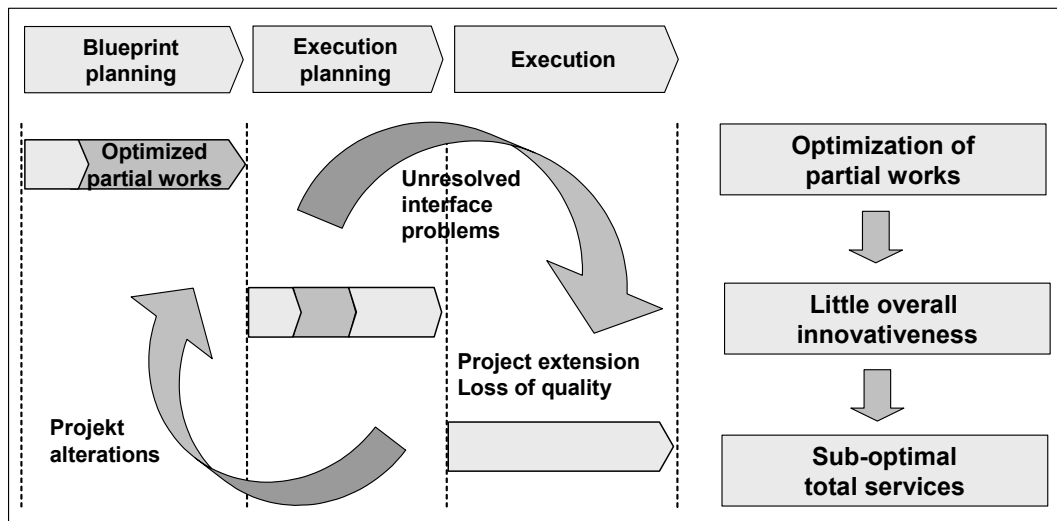 Blueprint
planning
Execution
planning
Execution
Optimized
partial works
Unresolved
interface
problems
Project extension
Loss of quality
Projekt
alterations
Optimization of
partial works
Little overall
innovativeness
Sub-optimal
total services